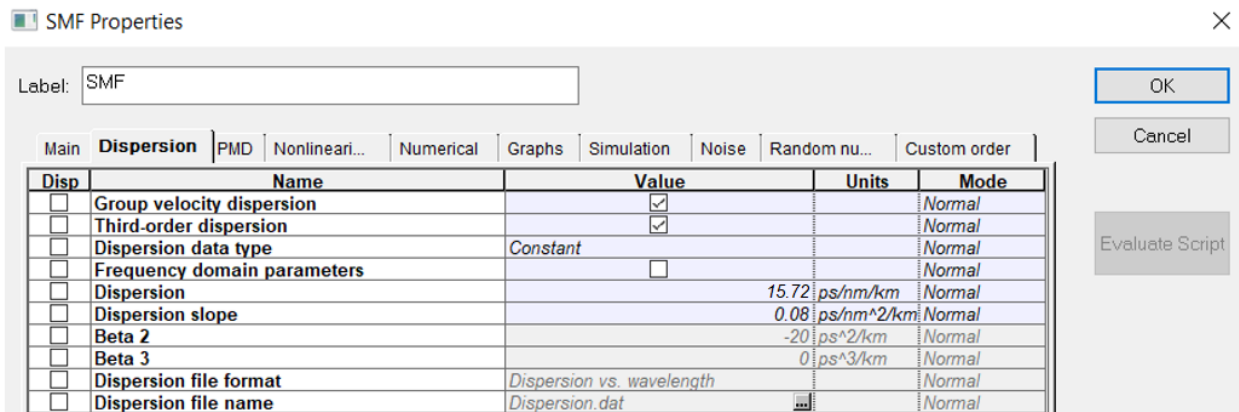 SMF Properties
Label: SMF
OK
Cancel
Main Dispersion PMD Nonlineari... Numerical Graphs Simulation Noise Random nu... Custom order
Disp Name Value Units Mode
Group velocity dispersion Normal
Third-order dispersion Normal
Dispersion data type Constant Normal
Evaluate Script
Frequency domain parameters Normal
Dispersion 15.72 ps/nm/km Normal
Dispersion slope 0.08 ps/nm^2/km Normal
Beta 2 -20 ps^2/km Normal
Beta 3 0 ps^3/km Normal
Dispersion file format Dispersion vs. wavelength Normal
Dispersion file name Dispersion.dat ... Normal